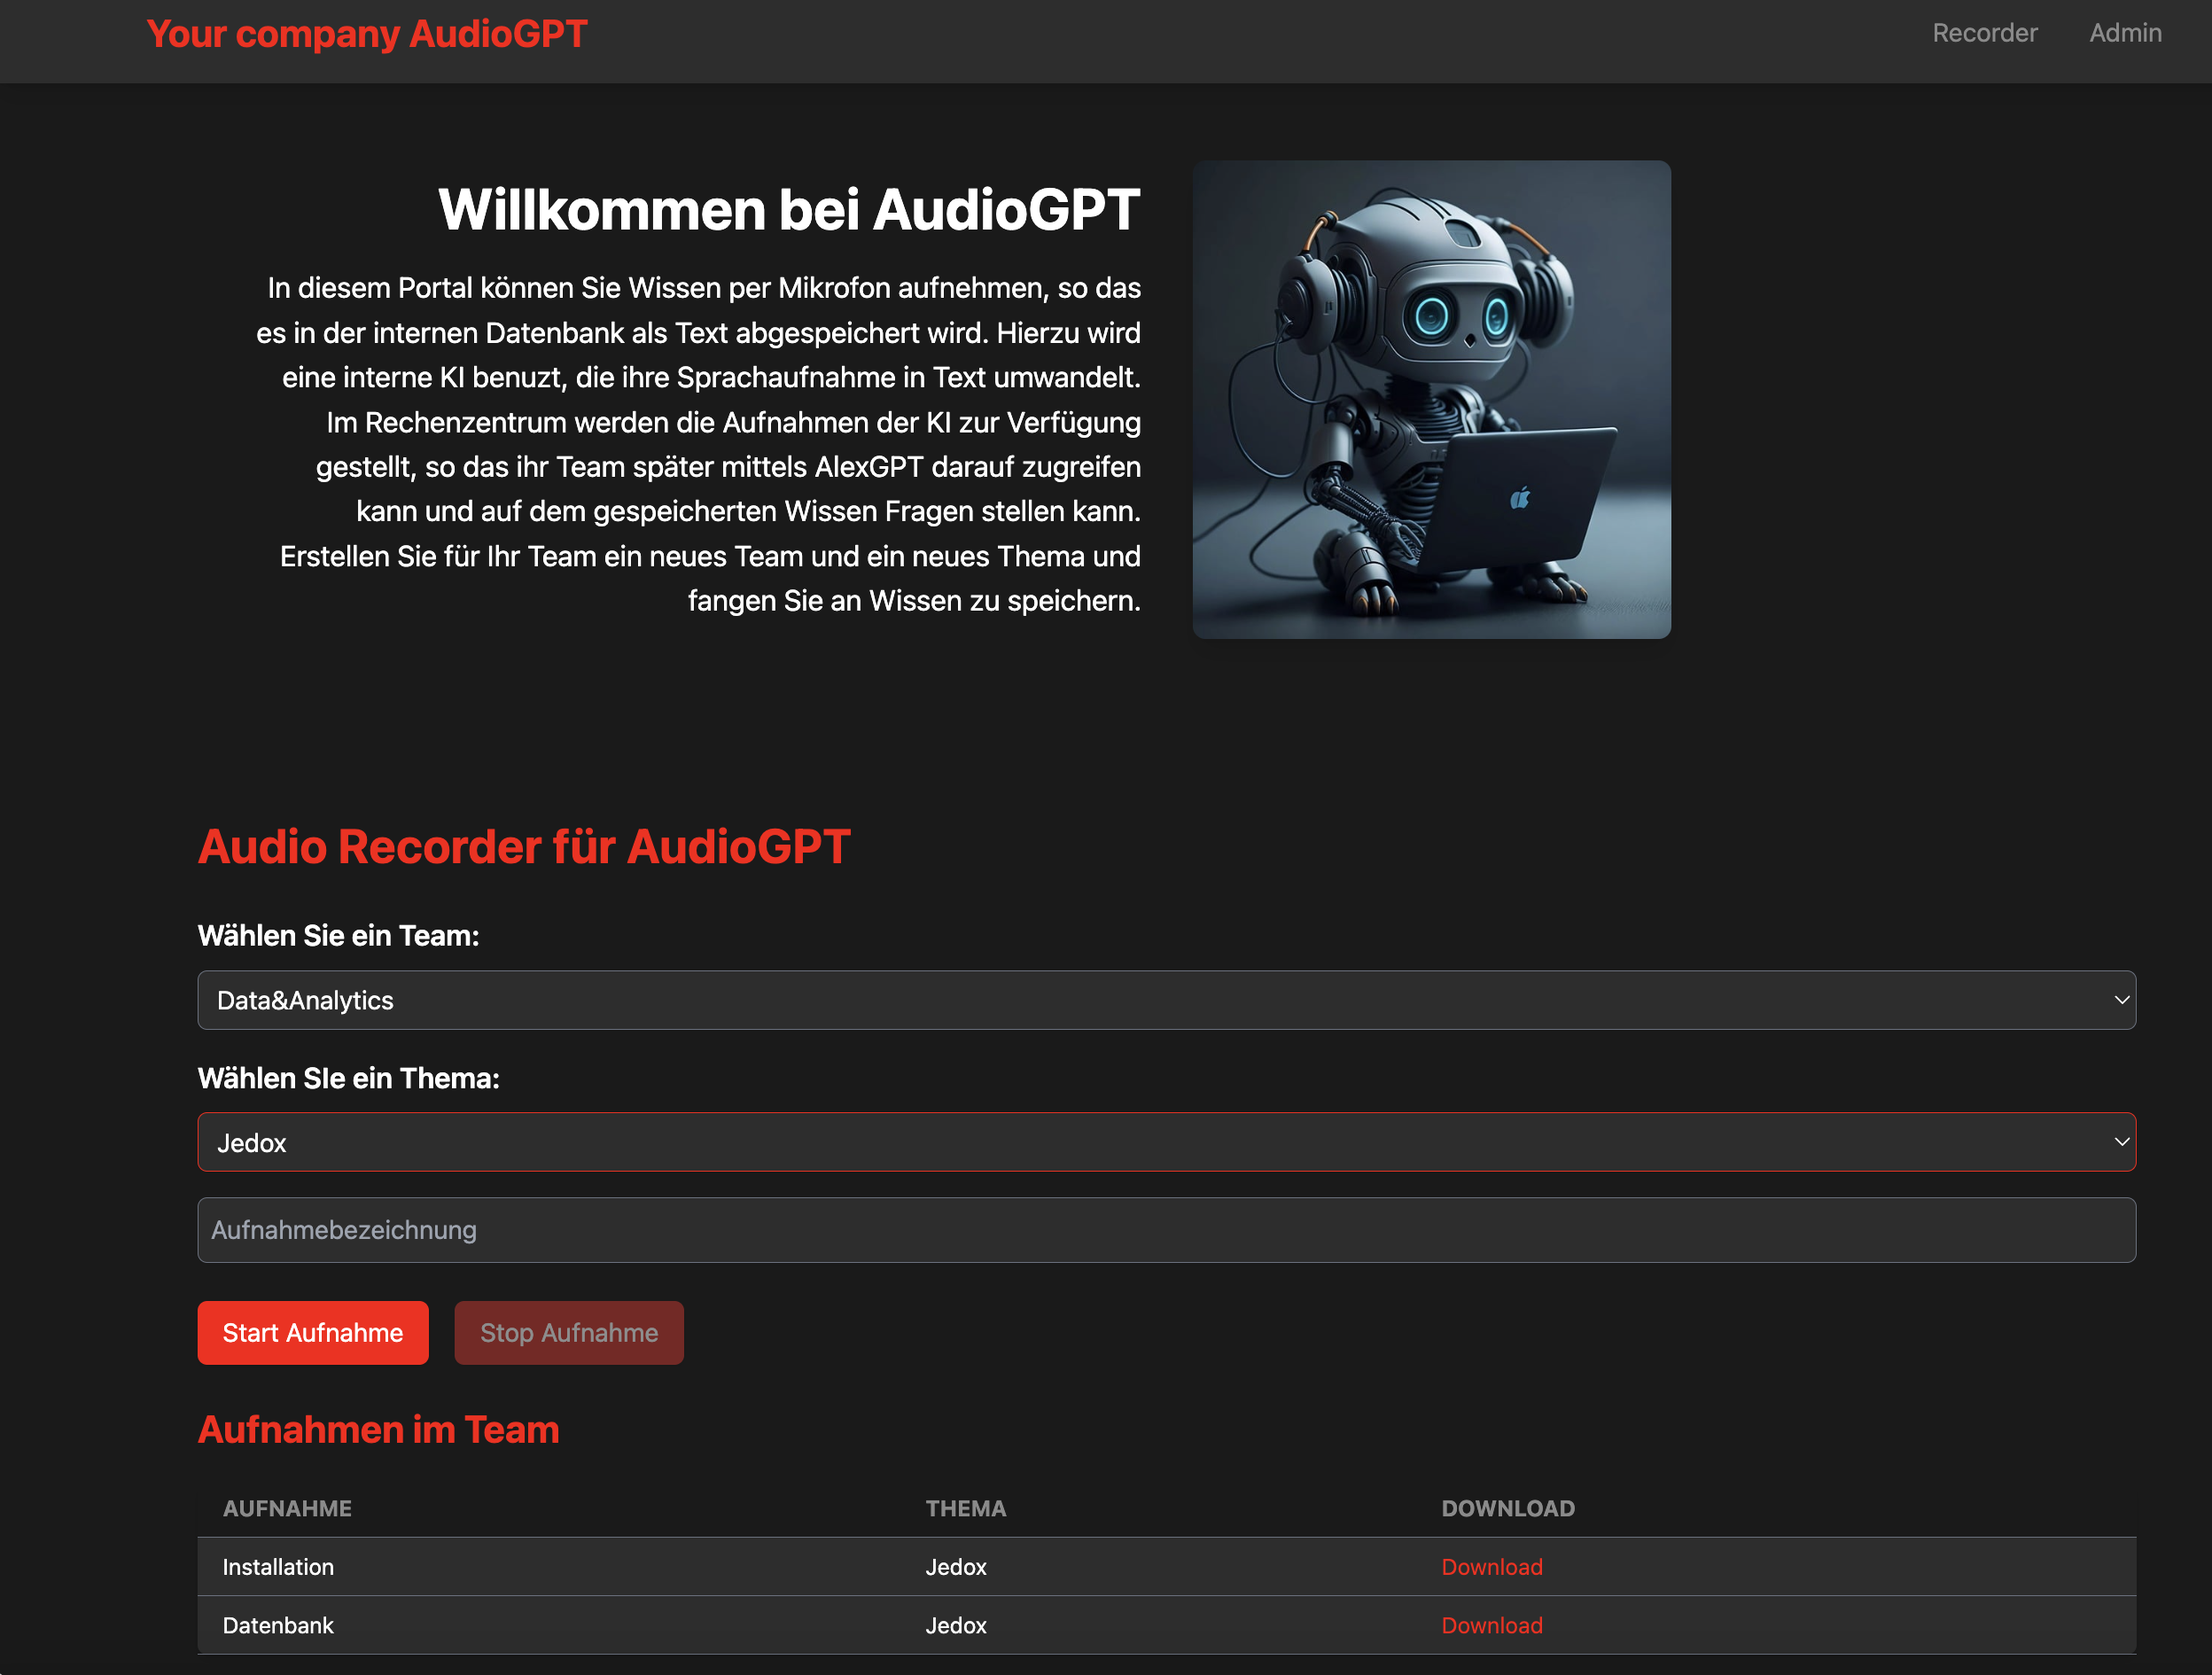 Your company AudioGPT
Recorder
Admin
Willkommen bei AudioGPT
In diesem Portal können Sie Wissen per Mikrofon aufnehmen, so das
es in der internen Datenbank als Text abgespeichert wird. Hierzu wird
eine interne KI benuzt, die ihre Sprachaufnahme in Text umwandelt.
Im Rechenzentrum werden die Aufnahmen der KI zur Verfügung
gestellt, so das ihr Team später mittels AlexGPT darauf zugreifen
kann und auf dem gespeicherten Wissen Fragen stellen kann.
Erstellen Sie für Ihr Team ein neues Team und ein neues Thema und
fangen Sie an Wissen zu speichern.
Audio Recorder für AudioGPT
Wählen Sie ein Team:
Data&Analytics
Wählen SIe ein Thema:
Jedox
Aufnahmebezeichnung
Start Aufnahme
Stop Aufnahme
Aufnahmen im Team
AUFNAHME THEMA DOWNLOAD
Installation Jedox Download
Datenbank Jedox Download